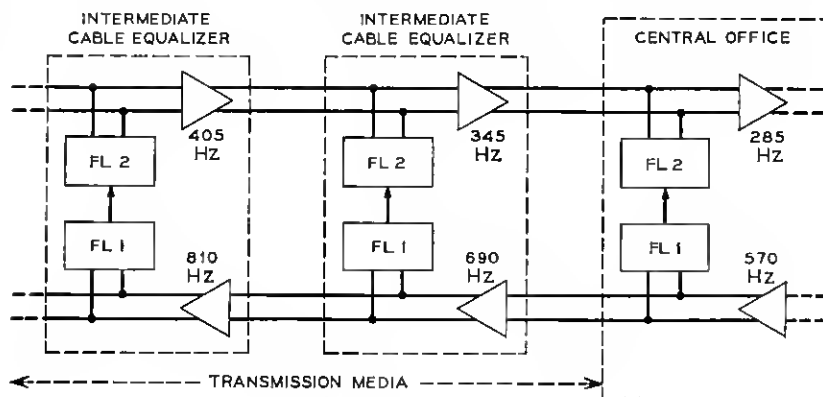 INTERMEDIATE
CABLE EQUALIZER
INTERMEDIATE
CABLE EQUALIZER
CENTRAL OFFICE
405
Hz
345
Hz
285
Hz
FL 2
FL 2
FL 2
FL 1
FL 1
FL 1
810
Hz
690
Hz
570
Hz
TRANSMISSION MEDIA